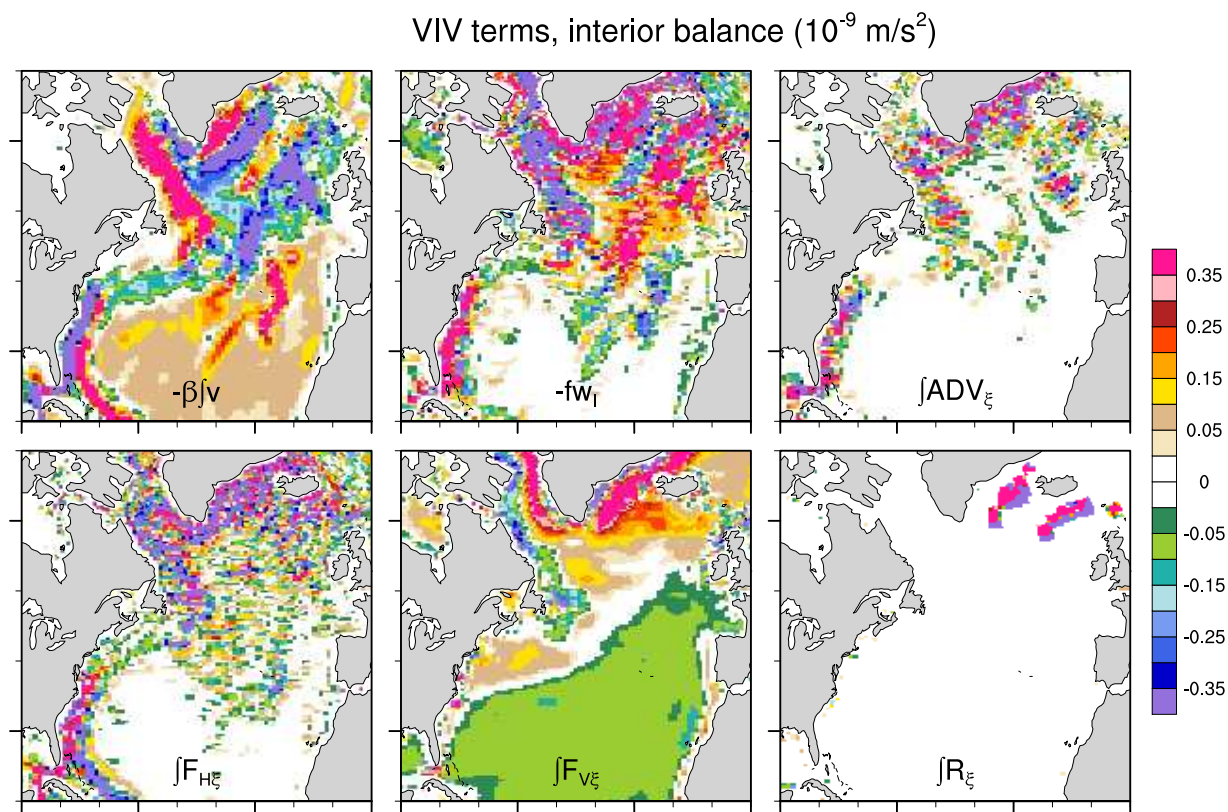 VIV terms, interior balance (10⁻⁹ m/s²)
-β∫v
-fw_I
∫ADV_ξ
0.35
0.25
0.15
0.05
0
-0.05
-0.15
-0.25
-0.35
∫F_Hξ
∫F_Vξ
∫R_ξ